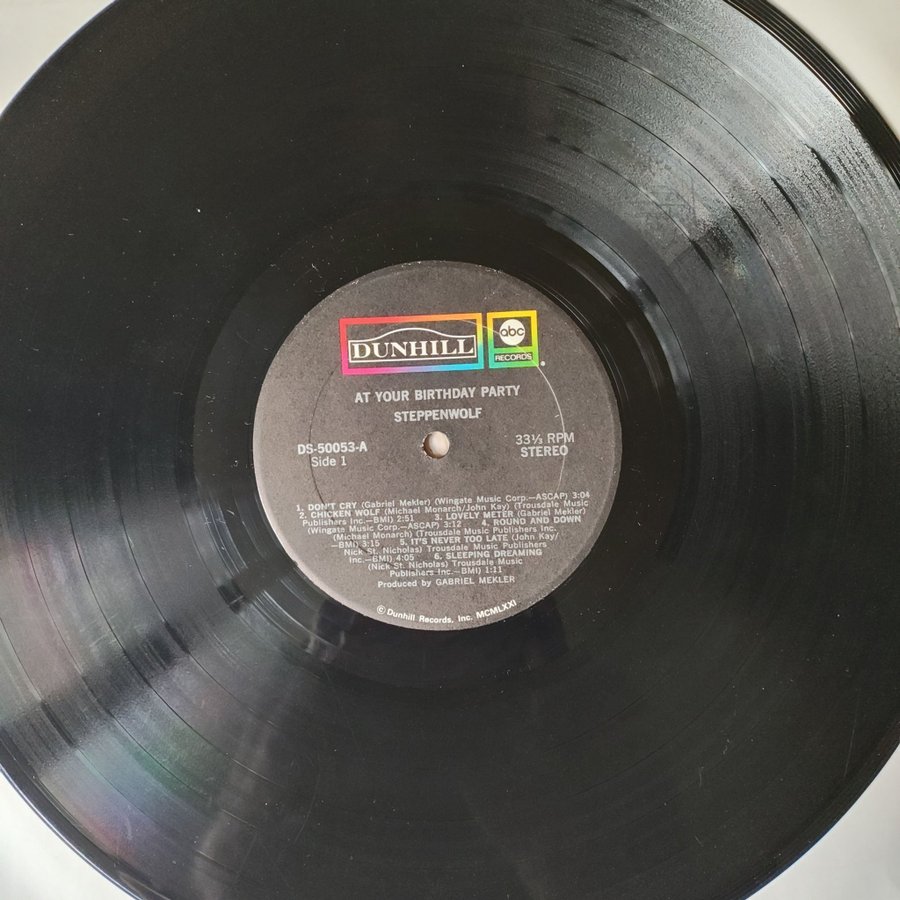 DUNHILL
abc
RECORDS
AT YOUR BIRTHDAY PARTY
STEPPENWOLF
DS-50053-A
Side 1
33⅓ RPM
STEREO
1. DON'T CRY (Gabriel Mekler) (Wingate Music Corp.—ASCAP) 3:04
2. CHICKEN WOLF (Michael Monarch/John Kay) (Trousdale Music
Publishers Inc.—BMI) 2:51 3. LOVELY METER (Gabriel Mekler)
(Wingate Music Corp.—ASCAP) 3:12 4. ROUND AND DOWN
(Michael Monarch) (Trousdale Music Publishers Inc.
—BMI) 3:15 5. IT'S NEVER TOO LATE (John Kay/
Nick St. Nicholas) Trousdale Music Publishers
Inc.—BMI) 4:05 6. SLEEPING DREAMING
(Nick St. Nicholas) Trousdale Music
Publishers Inc.—BMI) 1:11
Produced by GABRIEL MEKLER
© Dunhill Records, Inc. MCMLXXI